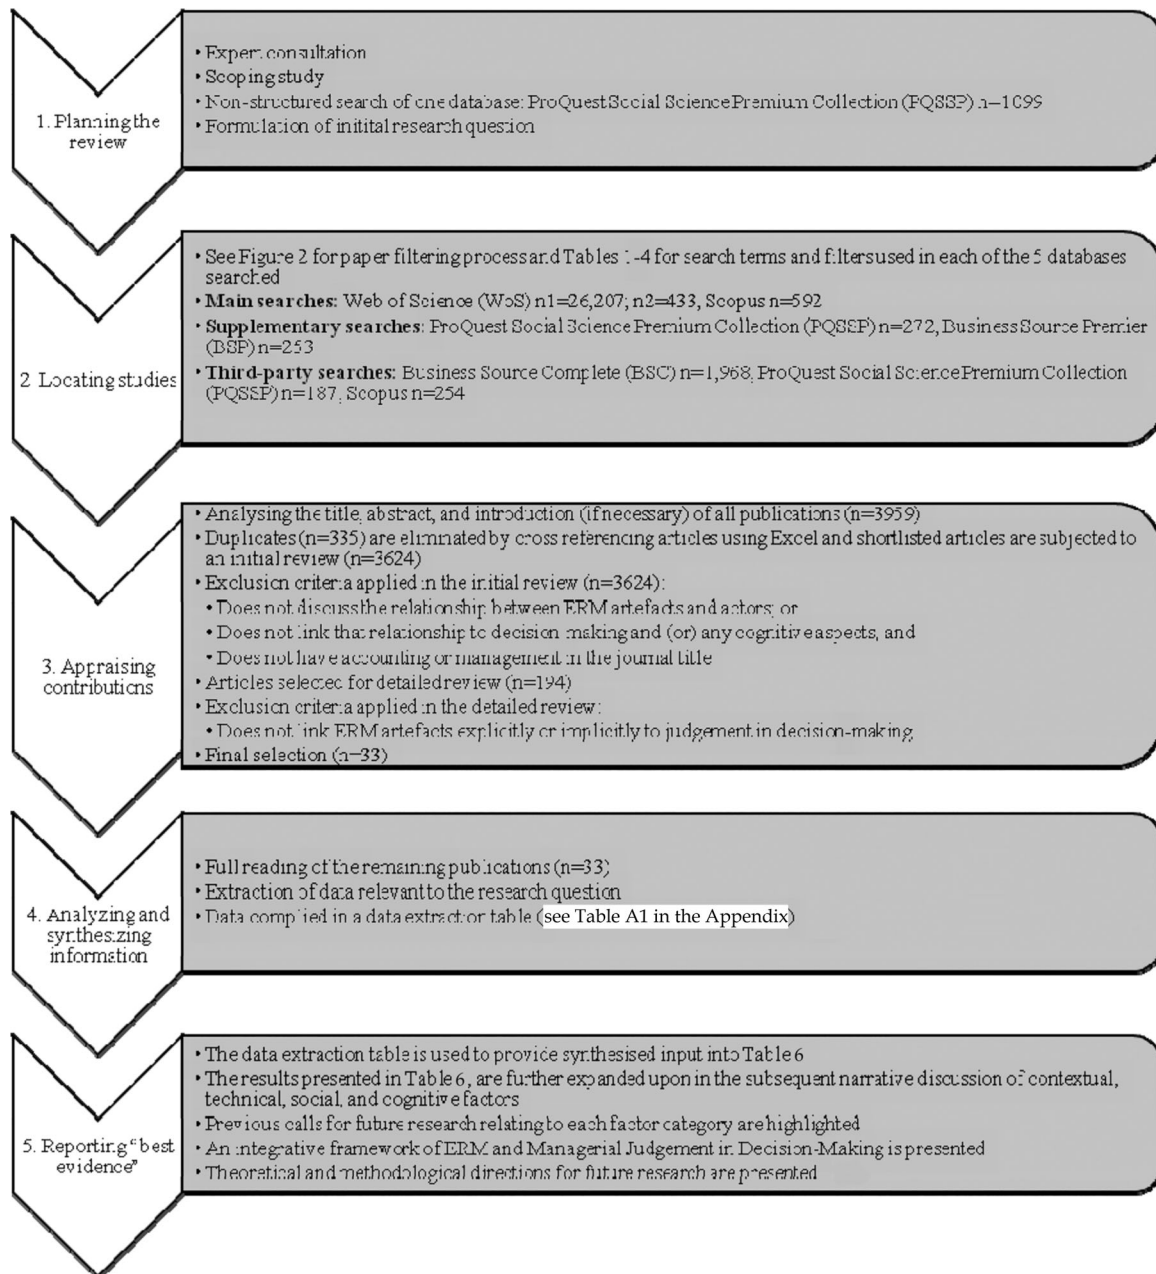 1. Planning the
review
• Expert consultation
• Scoping study
• Non-structured search of one database: ProQuest Social Science Premium Collection (PQSSP) n=1099
• Formulation of initital research question
2. Locating studies
• See Figure 2 for paper filtering process and Tables 1-4 for search terms and filters used in each of the 5 databases
searched
• Main searches: Web of Science (WoS) n1=26,207; n2=433, Scopus n=592
• Supplementary searches: ProQuest Social Science Premium Collection (PQSSP) n=272, Business Source Premier
(BSP) n=253
• Third-party searches: Business Source Complete (BSC) n=1,968, ProQuest Social Science Premium Collection
(PQSSP) n=187, Scopus n=254
3. Appraising
contributions
• Analysing the title, abstract, and introduction (if necessary) of all publications (n=3959)
• Duplicates (n=335) are eliminated by cross referencing articles using Excel and shortlisted articles are subjected to
an initial review (n=3624)
• Exclusion criteria applied in the initial review (n=3624):
• Does not discuss the relationship between ERM artefacts and actors; or
• Does not link that relationship to decision making and (or) any cognitive aspects, and
• Does not have accounting or management in the journal title
• Articles selected for detailed review (n=194)
• Exclusion criteria applied in the detailed review:
• Does not link ERM artefacts explicitly or implicitly to judgement in decision-making
• Final selection (n=33)
4. Analyzing and
synthesizing
information
• Full reading of the remaining publications (n=33)
• Extraction of data relevant to the research question
• Data complied in a data extraction table (see Table A1 in the Appendix)
5. Reporting “best
evidence”
• The data extraction table is used to provide synthesised input into Table 6
• The results presented in Table 6, are further expanded upon in the subsequent narrative discussion of contextual,
technical, social, and cognitive factors
• Previous calls for future research relating to each factor category are highlighted
• An integrative framework of ERM and Managerial Judgement in Decision-Making is presented
• Theoretical and methodological directions for future research are presented